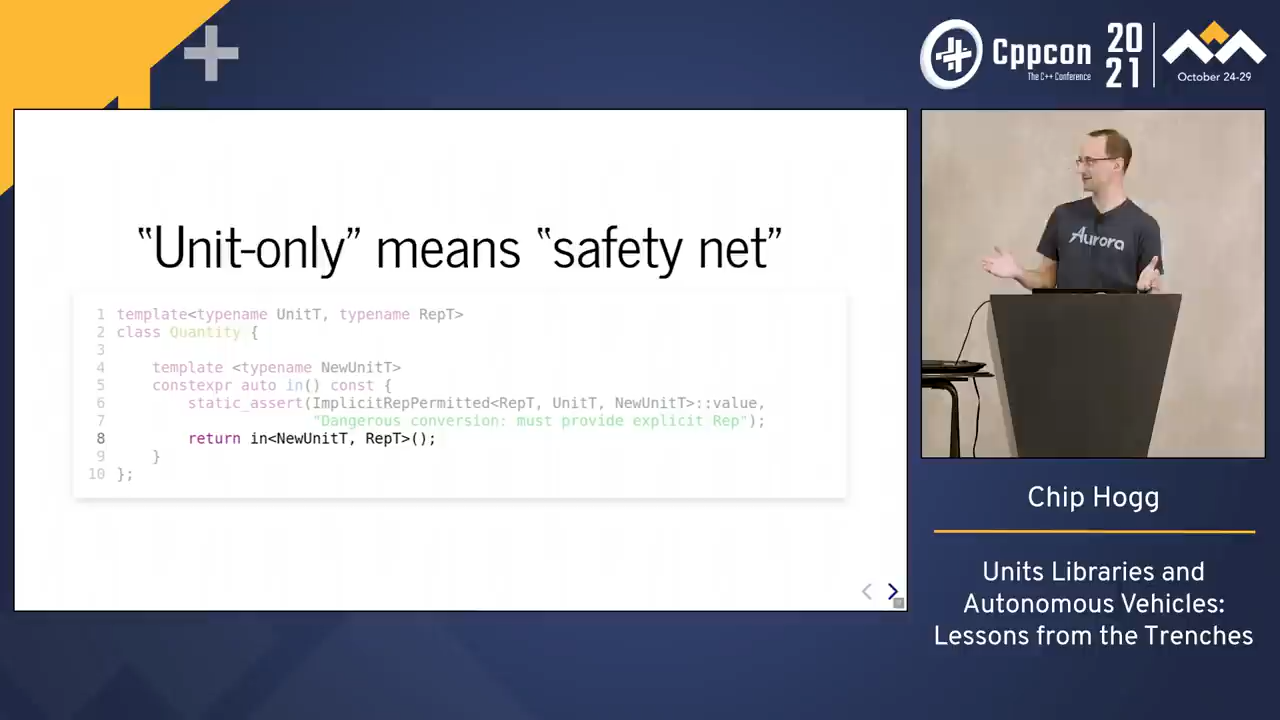 Cppcon
The C++ Conference
20
21
October 24-29
"Unit-only" means "safety net"
1 template<typename UnitT, typename RepT>
2 class Quantity {
3
4     template <typename NewUnitT>
5     constexpr auto in() const {
6         static_assert(ImplicitRepPermitted<RepT, UnitT, NewUnitT>::value,
7                       "Dangerous conversion: must provide explicit Rep");
8         return in<NewUnitT, RepT>();
9     }
10 };
Aurora
Chip Hogg
Units Libraries and
Autonomous Vehicles:
Lessons from the Trenches